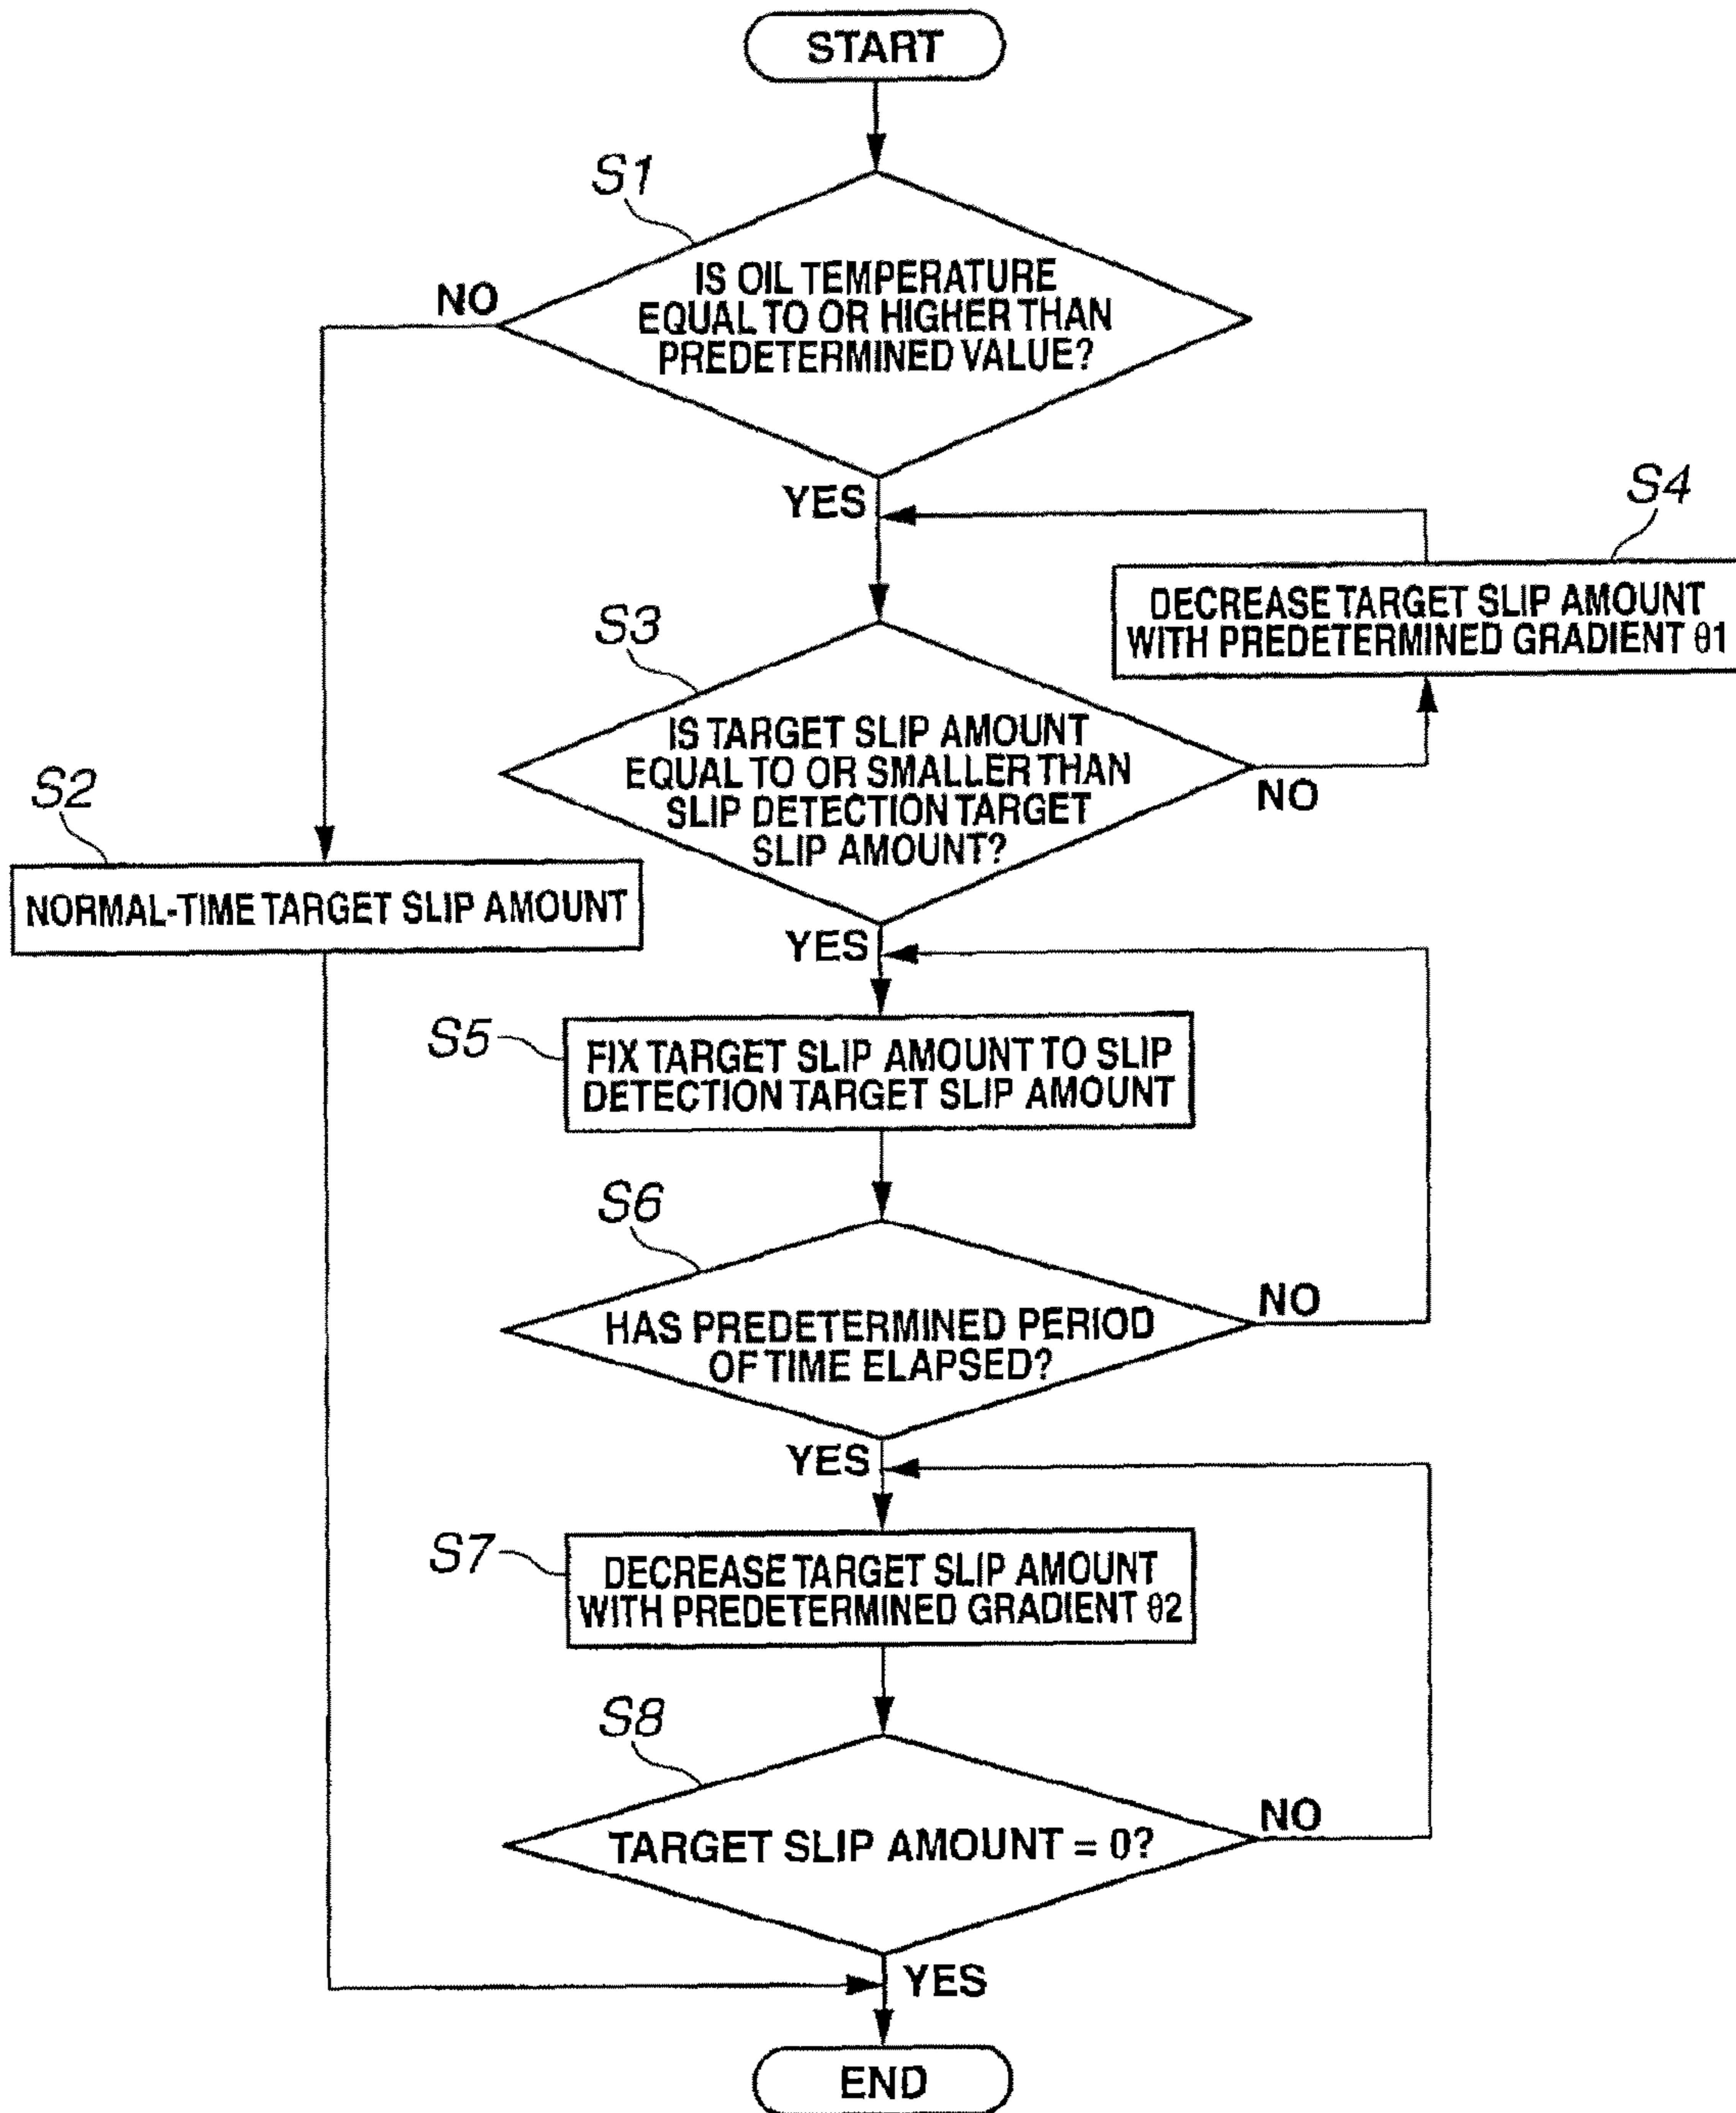 START
S1
IS OIL TEMPERATURE
EQUAL TO OR HIGHER THAN
PREDETERMINED VALUE?
NO
YES
S4
DECREASE TARGET SLIP AMOUNT
WITH PREDETERMINED GRADIENT θ1
S3
IS TARGET SLIP AMOUNT
EQUAL TO OR SMALLER THAN
SLIP DETECTION TARGET
SLIP AMOUNT?
NO
S2
NORMAL-TIME TARGET SLIP AMOUNT
YES
S5
FIX TARGET SLIP AMOUNT TO SLIP
DETECTION TARGET SLIP AMOUNT
S6
HAS PREDETERMINED PERIOD
OF TIME ELAPSED?
NO
YES
S7
DECREASE TARGET SLIP AMOUNT
WITH PREDETERMINED GRADIENT θ2
S8
TARGET SLIP AMOUNT = 0?
NO
YES
END